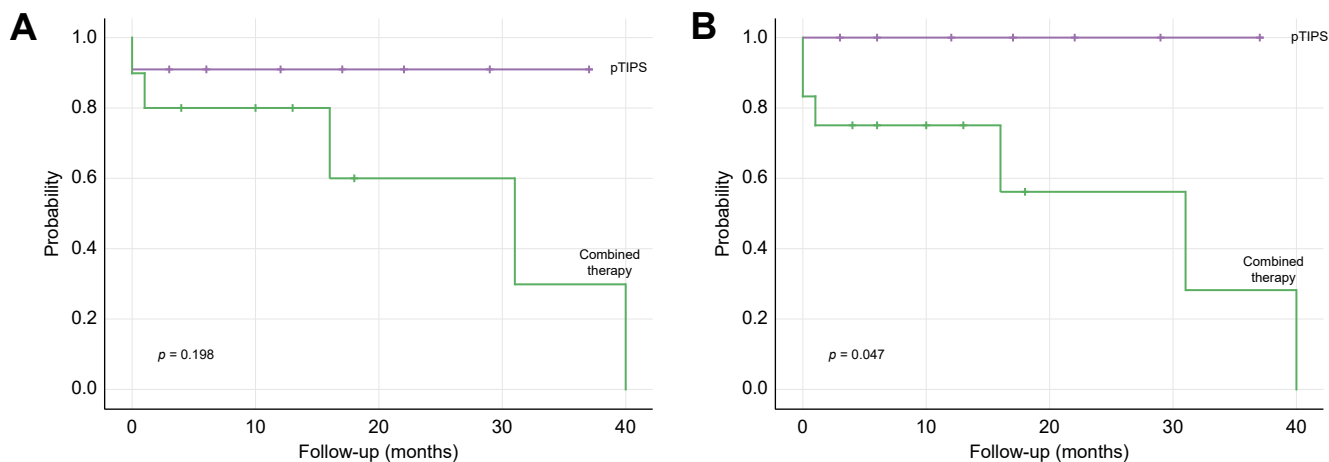 A
1.0
0.8
0.6
0.4
0.2
0.0
Probability
pTIPS
Combined
therapy
p = 0.198
0 10 20 30 40
Follow-up (months)
B
1.0
0.8
0.6
0.4
0.2
0.0
Probability
pTIPS
Combined
therapy
p = 0.047
0 10 20 30 40
Follow-up (months)